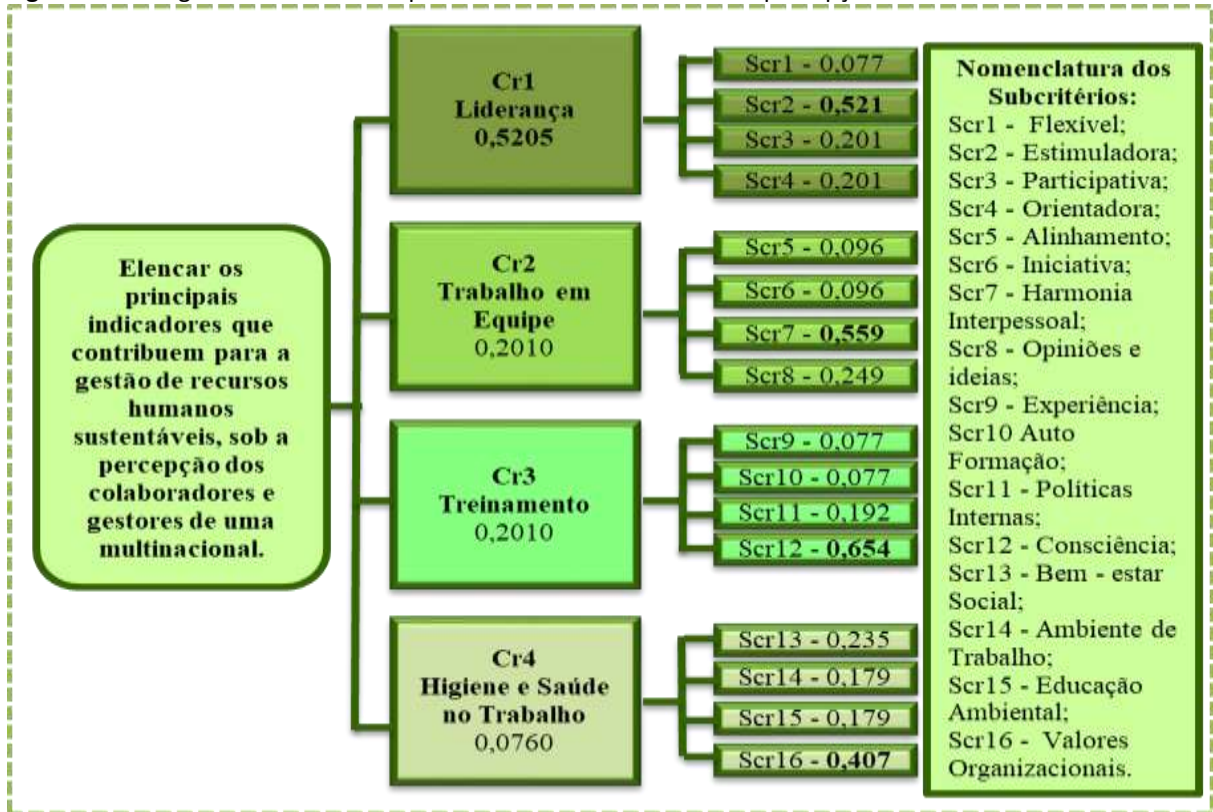 Elencar os
principais
indicadores que
contribuem para a
gestão de recursos
humanos
sustentáveis, sob a
percepção dos
colaboradores e
gestores de uma
multinacional.
Cr1
Liderança
0,5205
Scr1 - 0,077
Scr2 - 0,521
Scr3 - 0,201
Scr4 - 0,201
Cr2
Trabalho em
Equipe
0,2010
Scr5 - 0,096
Scr6 - 0,096
Scr7 - 0,559
Scr8 - 0,249
Cr3
Treinamento
0,2010
Scr9 - 0,077
Scr10 - 0,077
Scr11 - 0,192
Scr12 - 0,654
Cr4
Higiene e Saúde
no Trabalho
0,0760
Scr13 - 0,235
Scr14 - 0,179
Scr15 - 0,179
Scr16 - 0,407
Nomenclatura dos
Subcritérios:
Scr1 - Flexível;
Scr2 - Estimuladora;
Scr3 - Participativa;
Scr4 - Orientadora;
Scr5 - Alinhamento;
Scr6 - Iniciativa;
Scr7 - Harmonia
Interpessoal;
Scr8 - Opiniões e
ideias;
Scr9 - Experiência;
Scr10 Auto
Formação;
Scr11 - Políticas
Internas;
Scr12 - Consciência;
Scr13 - Bem - estar
Social;
Scr14 - Ambiente de
Trabalho;
Scr15 - Educação
Ambiental;
Scr16 - Valores
Organizacionais.